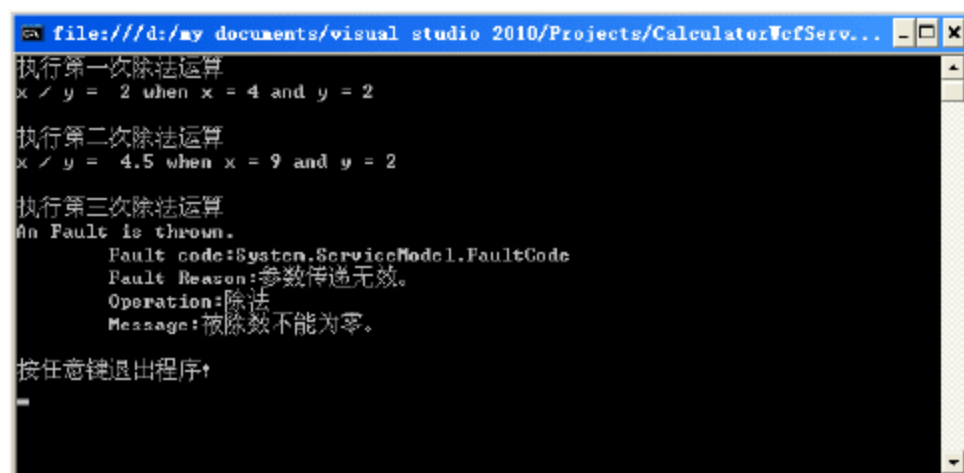 file:///d:/my documents/visual studio 2010/Projects/CalculatorWcfServ...
执行第一次除法运算
x / y =  2 when x = 4 and y = 2
执行第二次除法运算
x / y =  4.5 when x = 9 and y = 2
执行第三次除法运算
An Fault is thrown.
Fault code:System.ServiceModel.FaultCode
Fault Reason:参数传递无效。
Operation:除法
Message:被除数不能为零。
按任意键退出程序!